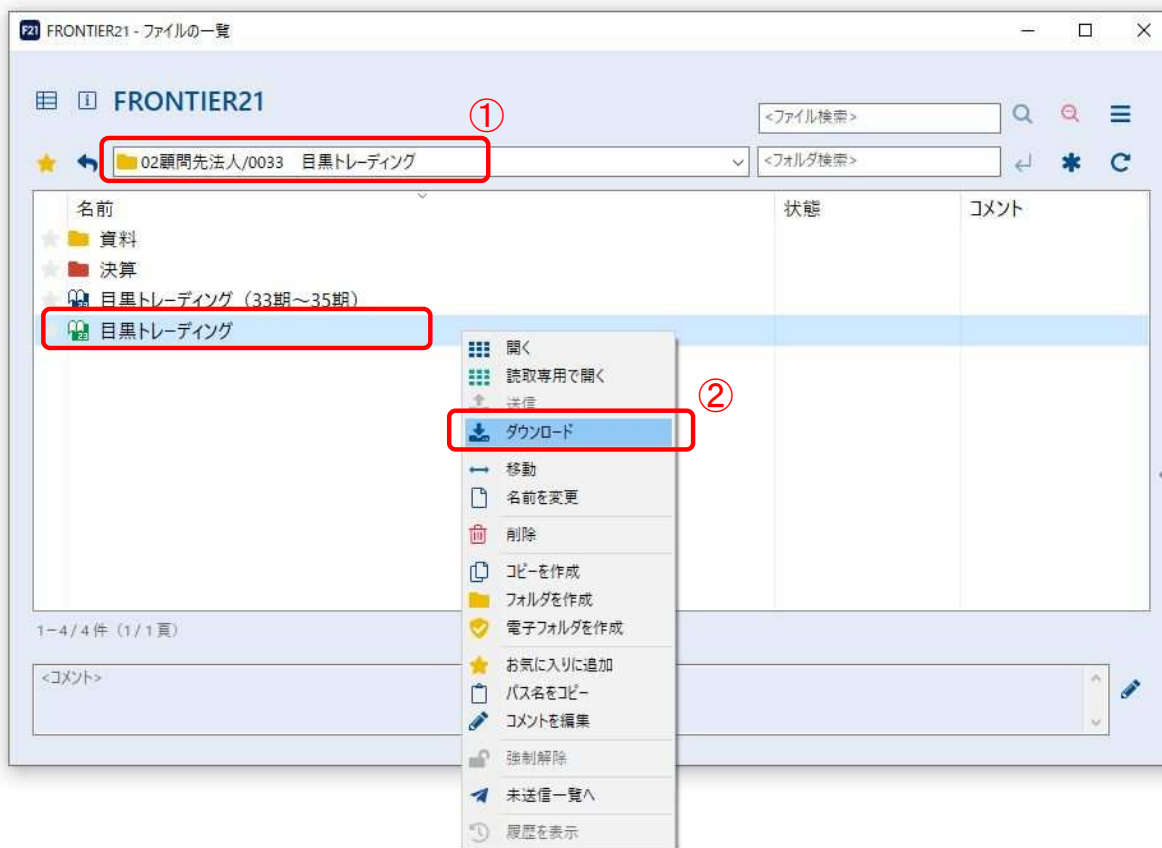 F21 FRONTIER21 - ファイルの一覧
FRONTIER21
①
<ファイル検索>
02顧問先法人/0033　目黒トレーディング
<フォルダ検索>
名前 状態 コメント
資料
決算
目黒トレーディング（33期～35期）
目黒トレーディング
開く
読取専用で開く
送信
②
ダウンロード
移動
名前を変更
削除
コピーを作成
フォルダを作成
電子フォルダを作成
お気に入りに追加
パス名をコピー
コメントを編集
強制解除
未送信一覧へ
履歴を表示
1-4/4件（1/1頁）
<コメント>